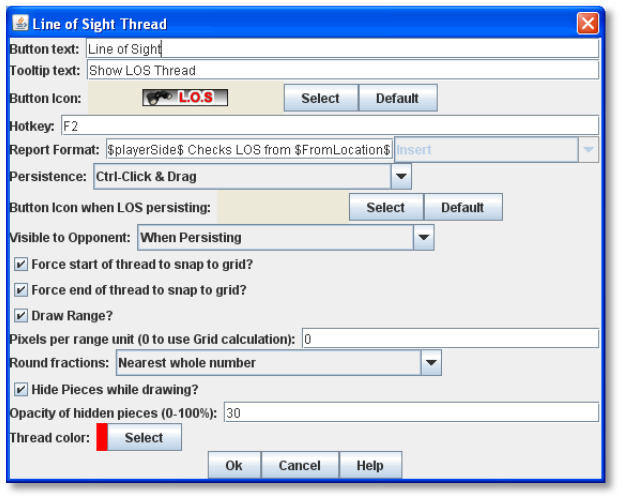 Line of Sight Thread
Button text: Line of Sight
Tooltip text: Show LOS Thread
Button Icon: L.O.S Select Default
Hotkey: F2
Report Format: $playerSide$ Checks LOS from $FromLocation$ Insert
Persistence: Ctrl-Click & Drag
Button Icon when LOS persisting: Select Default
Visible to Opponent: When Persisting
Force start of thread to snap to grid?
Force end of thread to snap to grid?
Draw Range?
Pixels per range unit (0 to use Grid calculation): 0
Round fractions: Nearest whole number
Hide Pieces while drawing?
Opacity of hidden pieces (0-100%): 30
Thread color: Select
Ok Cancel Help